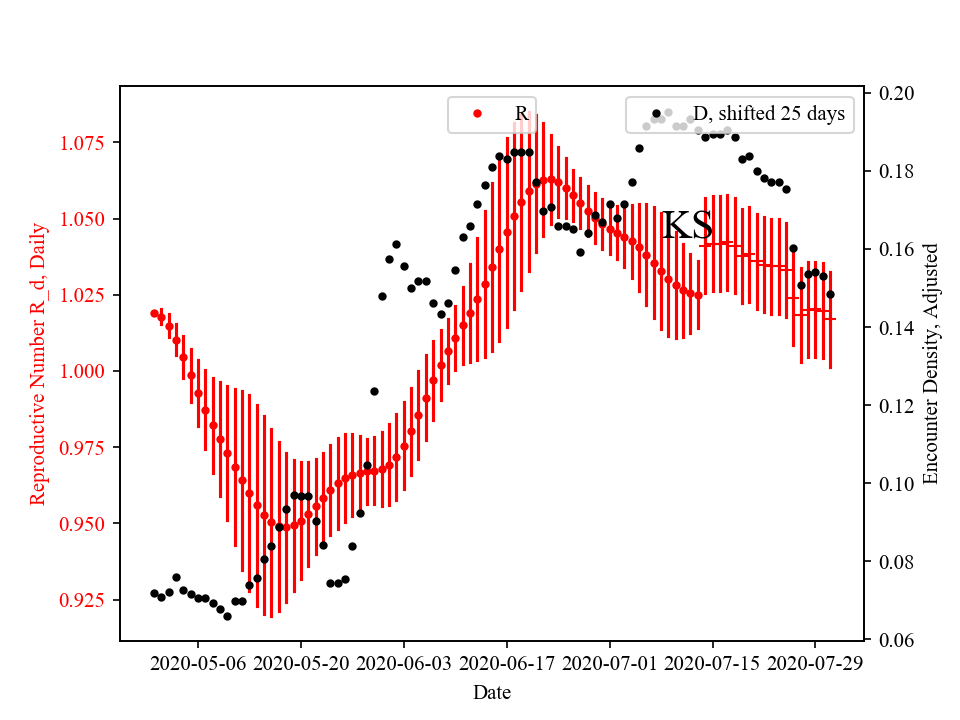 R
D, shifted 25 days
KS
Reproductive Number R_d, Daily
1.075
1.050
1.025
1.000
0.975
0.950
0.925
0.20
0.18
0.16
0.14
0.12
0.10
0.08
0.06
Encounter Density, Adjusted
2020-05-06 2020-05-20 2020-06-03 2020-06-17 2020-07-01 2020-07-15 2020-07-29
Date